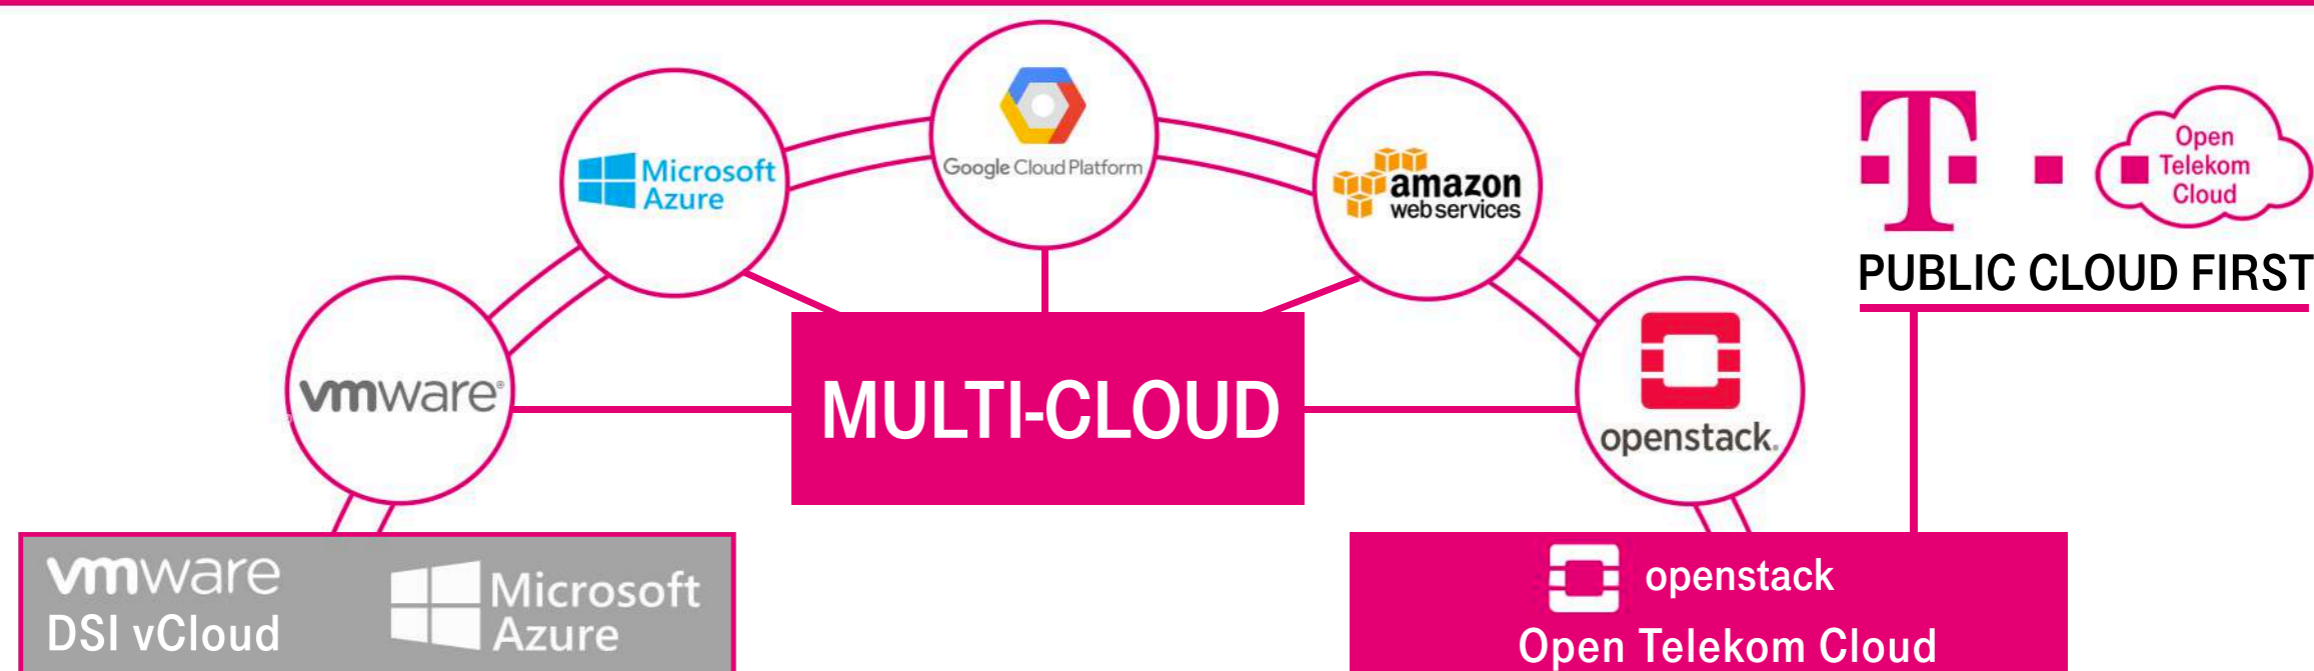 Google Cloud Platform
Microsoft
Azure
amazon
web services
Open
Telekom
Cloud
T
PUBLIC CLOUD FIRST
vmware®
MULTI-CLOUD
openstack.
vmware
DSI vCloud
Microsoft
Azure
openstack
Open Telekom Cloud